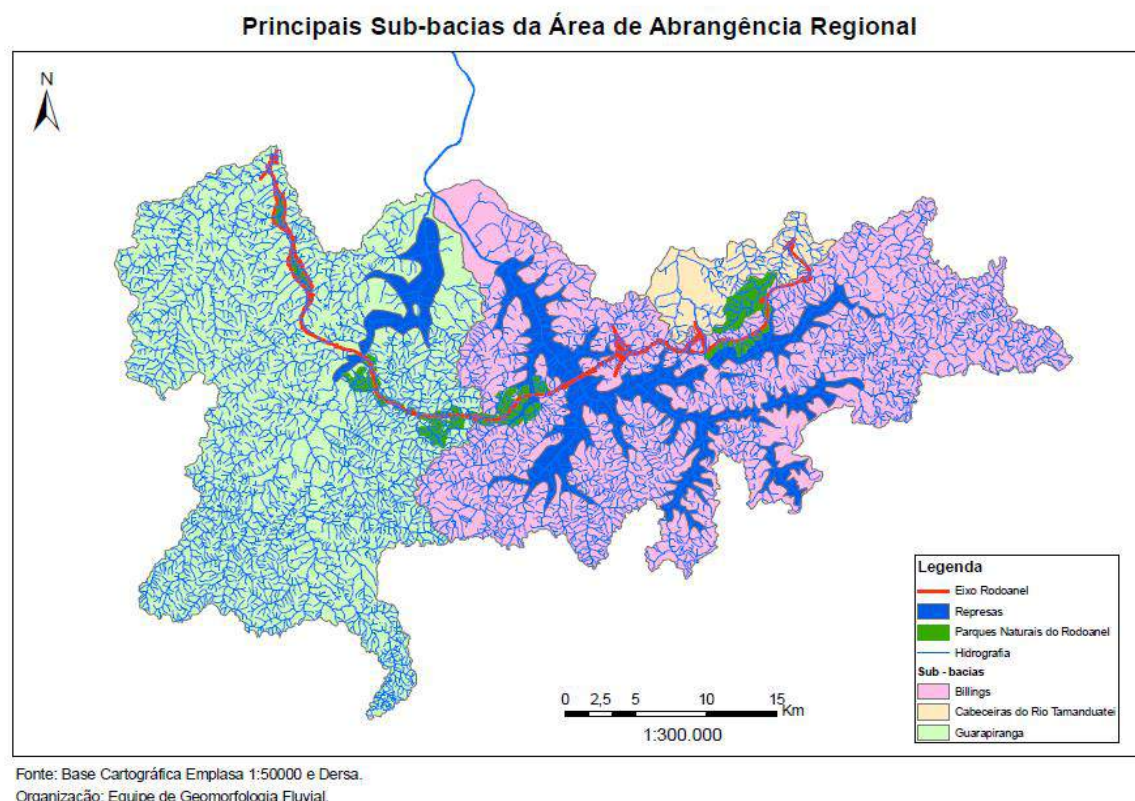 Principais Sub-bacias da Área de Abrangência Regional
N
Legenda
Eixo Rodoanel
Represas
Parques Naturais do Rodoanel
Hidrografia
Sub - bacias
Billings
Cabeceiras do Rio Tamanduatei
Guarapiranga
0 2,5 5 10 15
Km
1:300.000
Fonte: Base Cartográfica Emplasa 1:50000 e Dersa.
Organização: Equipe de Geomorfologia Fluvial.